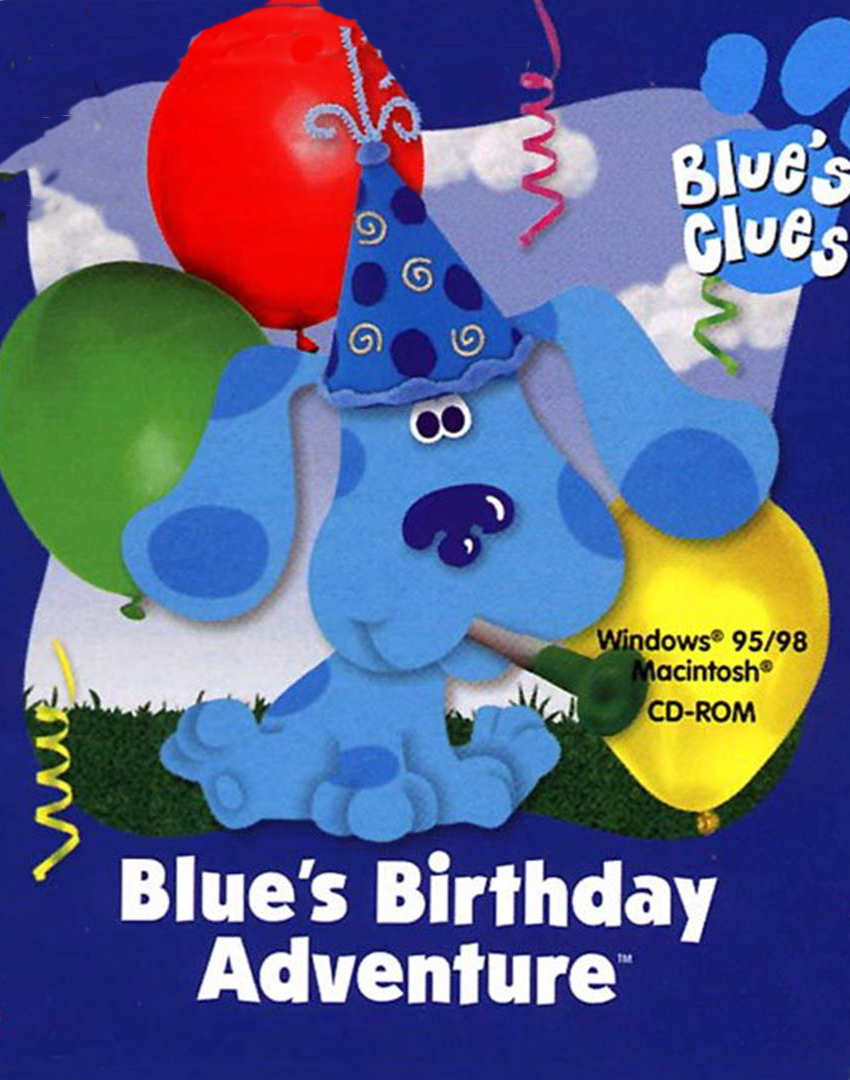 Blue's
Clues
Windows® 95/98
Macintosh®
CD-ROM
Blue's Birthday
Adventure™